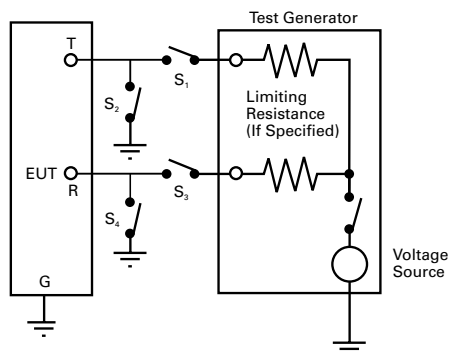 Test Generator
T
S1
S2
Limiting
Resistance
(If Specified)
EUT
R
S3
S4
Voltage
Source
G